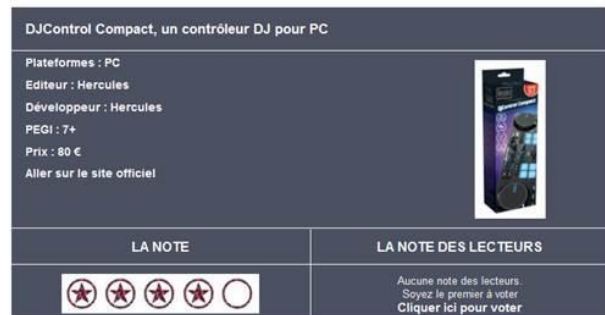 DJControl Compact, un contrôleur DJ pour PC
Plateformes : PC
Editeur : Hercules
Développeur : Hercules
PEGI : 7+
Prix : 80 €
Aller sur le site officiel
DJControl Compact
LA NOTE
LA NOTE DES LECTEURS
Aucune note des lecteurs.
Soyez le premier à voter
Cliquer ici pour voter